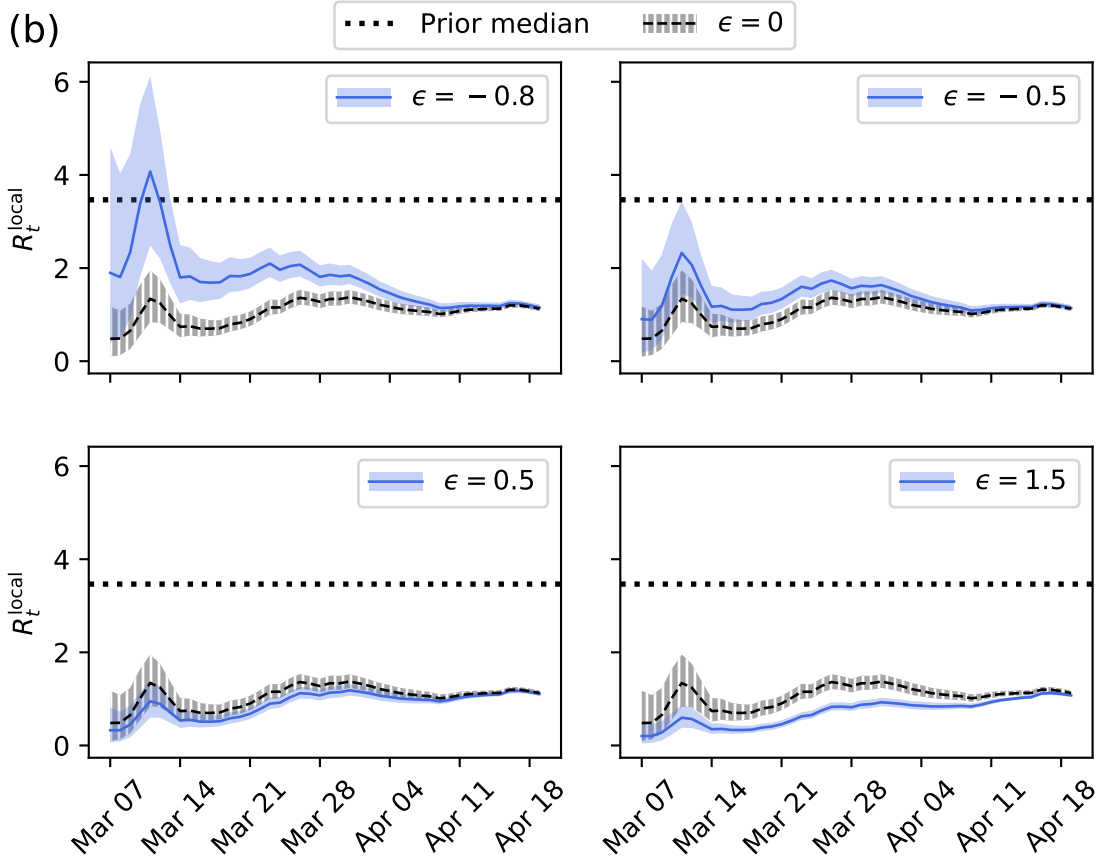 (b)
Prior median
ϵ = 0
6
4
2
0
R_t^local
ϵ = −0.8
ϵ = −0.5
6
4
2
0
R_t^local
ϵ = 0.5
ϵ = 1.5
Mar 07
Mar 14
Mar 21
Mar 28
Apr 04
Apr 11
Apr 18
Mar 07
Mar 14
Mar 21
Mar 28
Apr 04
Apr 11
Apr 18